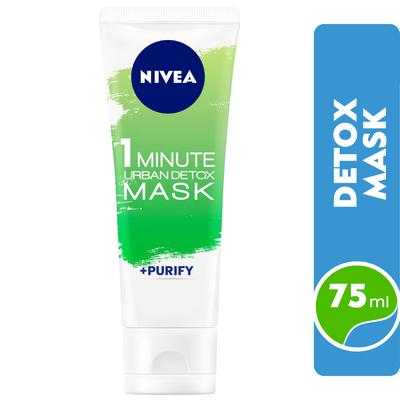 NIVEA
1 MINUTE
URBAN DETOX
MASK
+PURIFY
DETOX
MASK
75 ml